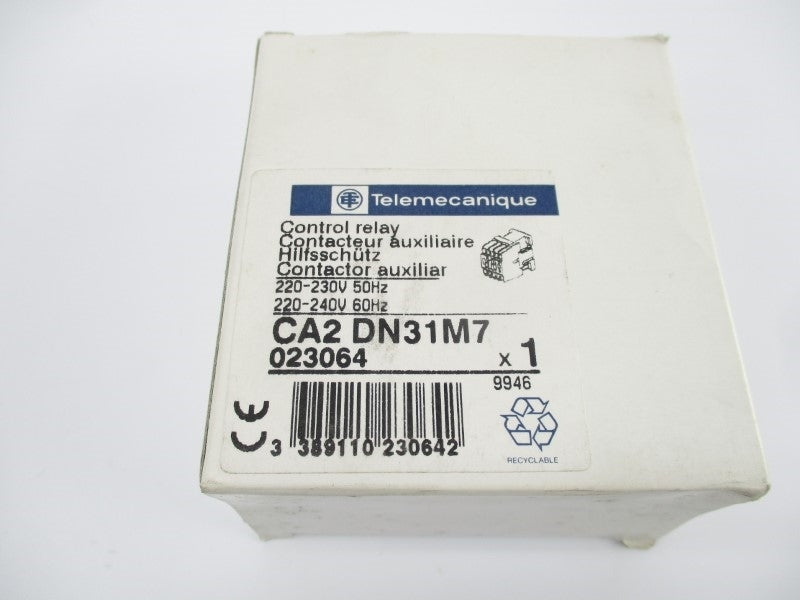 Telemecanique
Control relay
Contacteur auxiliaire
Hilfsschütz
Contactor auxiliar
220-230V 50Hz
220-240V 60Hz
CA2 DN31M7
023064 x 1
9946
CE
3 389110 230642
RECYCLABLE